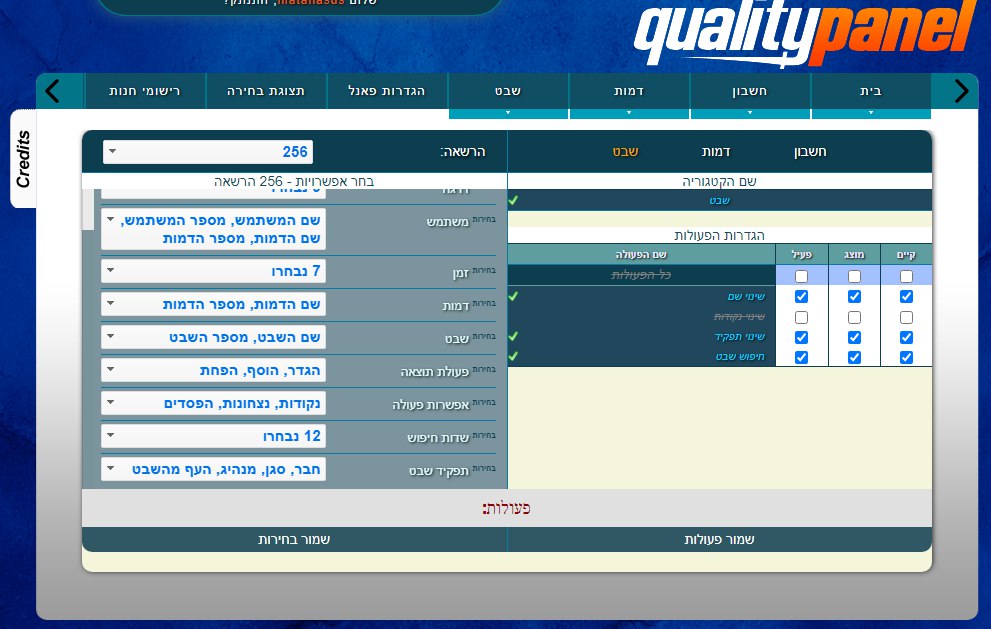 שלום matanasus, התנתק?
qualitypanel
בית
חשבון
דמות
שבט
הגדרות פאנל
תצוגת בחירה
רישומי חנות
Credits
חשבון
דמות
שבט
הרשאה:
256
שם הקטגוריה
שבט
הגדרות הפעולות
קיים
מוצג
פעיל
שם הפעולה
כל הפעולות
שינוי שם
שינוי נקודות
שינוי תפקיד
חיפוש שבט
בחר אפשרויות - 256 הרשאה
דרגה
בחירות
משתמש
שם המשתמש, מספר המשתמש,
שם הדמות, מספר הדמות
בחירות
זמן
7 נבחרו
בחירות
דמות
שם הדמות, מספר הדמות
בחירות
שבט
שם השבט, מספר השבט
בחירות
פעולת תוצאה
הגדר, הוסף, הפחת
בחירות
אפשרות פעולה
נקודות, נצחונות, הפסדים
בחירות
שדות חיפוש
12 נבחרו
בחירות
תפקיד שבט
חבר, סגן, מנהיג, העף מהשבט
פעולות:
שמור פעולות
שמור בחירות